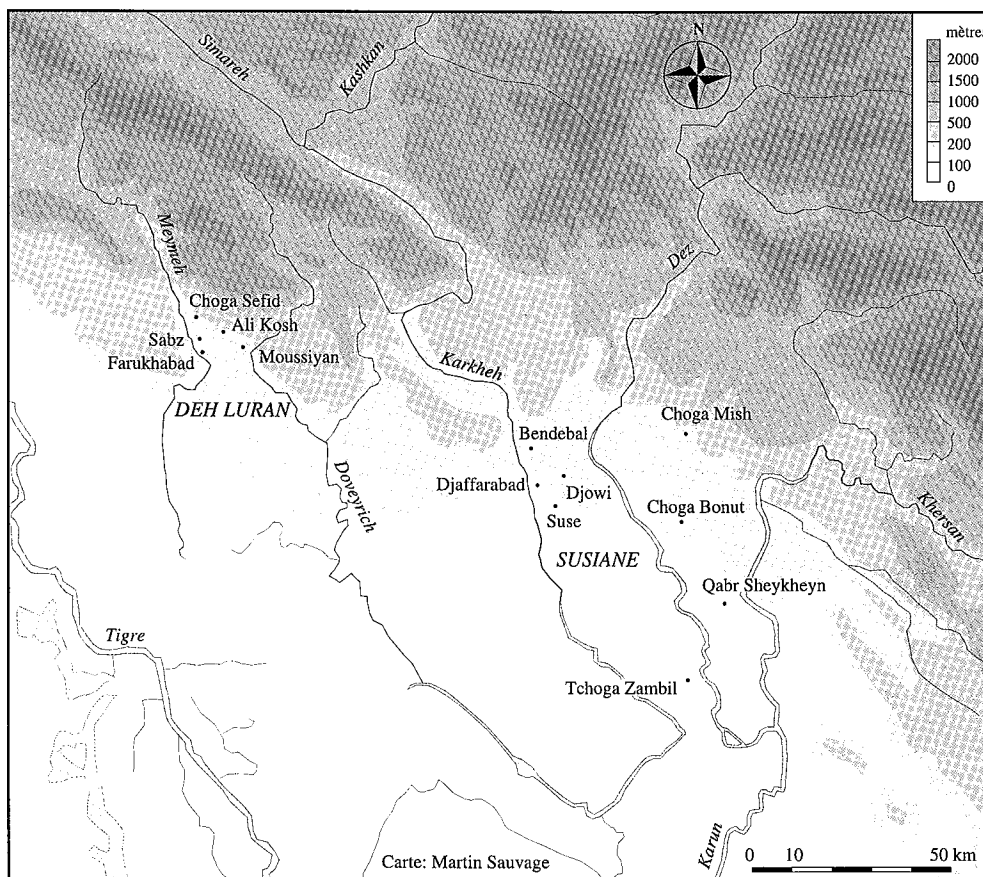 mètre
2000
1500
1000
500
200
100
0
N
Simareh
Kashkan
Meymeh
Dez
Choga Sefid
Ali Kosh
Sabz
Farukhabad
Moussiyan
DEH LURAN
Karkheh
Doveyrich
Choga Mish
Bendebal
Djaffarabad
Djowi
Suse
Choga Bonut
SUSIANE
Khersan
Qabr Sheykheyn
Tigre
Tchoga Zambil
Karun
Carte: Martin Sauvage
0 10 50 km